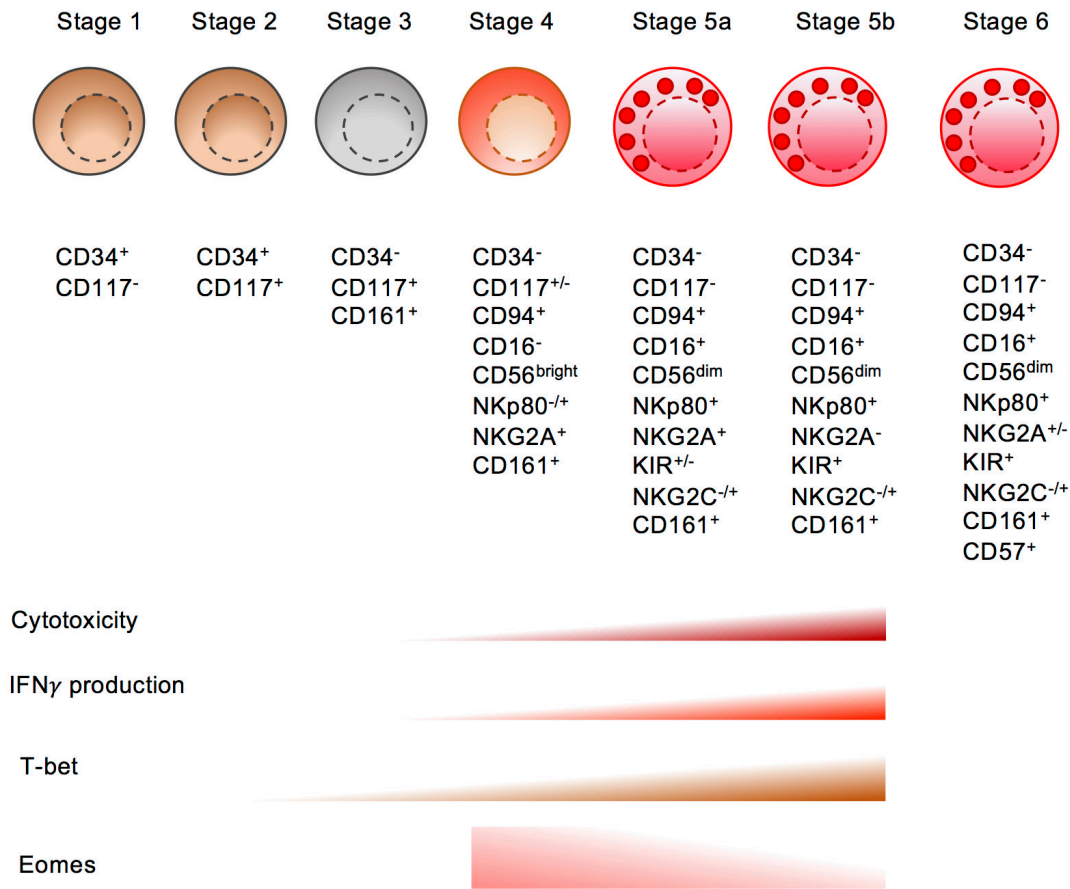 Stage 1
Stage 2
Stage 3
Stage 4
Stage 5a
Stage 5b
Stage 6
CD34⁺
CD117⁻
CD34⁺
CD117⁺
CD34⁻
CD117⁺
CD161⁺
CD34⁻
CD117⁺/⁻
CD94⁺
CD16⁻
CD56ᵇʳⁱᵍʰᵗ
NKp80⁻/⁺
NKG2A⁺
CD161⁺
CD34⁻
CD117⁻
CD94⁺
CD16⁺
CD56ᵈⁱᵐ
NKp80⁺
NKG2A⁺
KIR⁺/⁻
NKG2C⁻/⁺
CD161⁺
CD34⁻
CD117⁻
CD94⁺
CD16⁺
CD56ᵈⁱᵐ
NKp80⁺
NKG2A⁻
KIR⁺
NKG2C⁻/⁺
CD161⁺
CD34⁻
CD117⁻
CD94⁺
CD16⁺
CD56ᵈⁱᵐ
NKp80⁺
NKG2A⁺/⁻
KIR⁺
NKG2C⁻/⁺
CD161⁺
CD57⁺
Cytotoxicity
IFNγ production
T-bet
Eomes